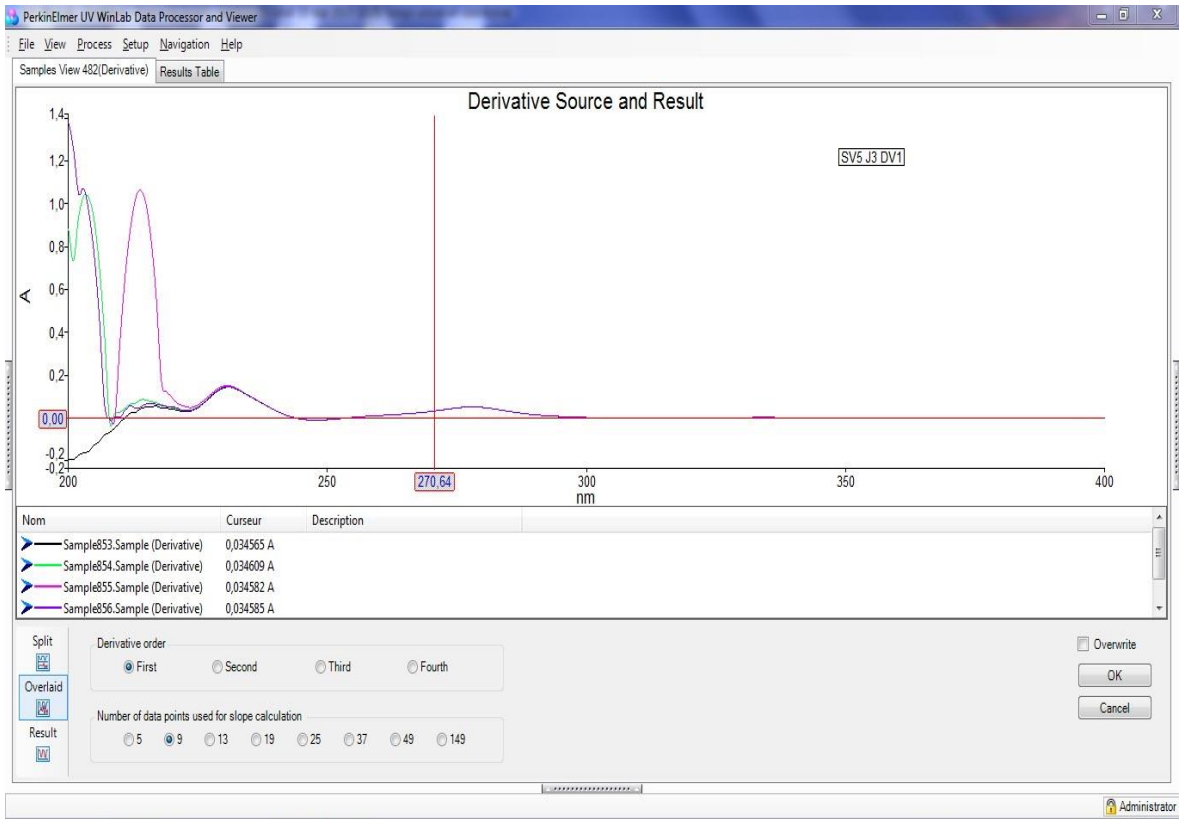 PerkinElmer UV WinLab Data Processor and Viewer
File View Process Setup Navigation Help
Samples View 482(Derivative) Results Table
Derivative Source and Result
SV5 J3 DV1
1,4
1,2
1,0
0,8
A
0,6
0,4
0,2
0,00
-0,2
-0,2
200 250 270,64 300 350 400
nm
Nom Curseur Description
Sample853.Sample (Derivative) 0,034565 A
Sample854.Sample (Derivative) 0,034609 A
Sample855.Sample (Derivative) 0,034582 A
Sample856.Sample (Derivative) 0,034585 A
Split
Overlaid
Result
Derivative order
First Second Third Fourth
Number of data points used for slope calculation
5 9 13 19 25 37 49 149
Overwrite
OK
Cancel
Administrator